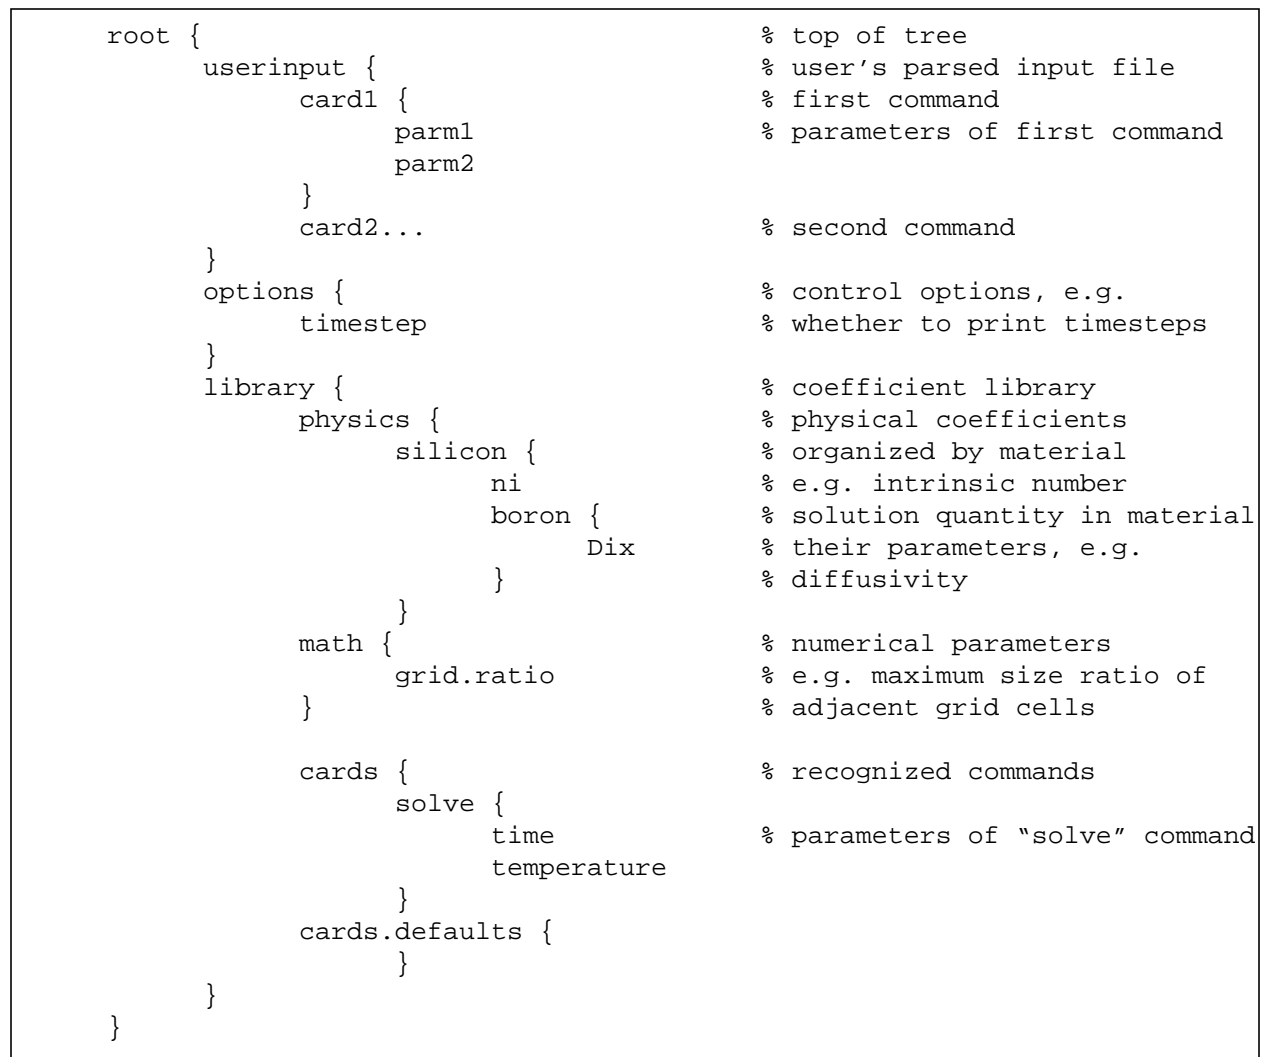 root { % top of tree
userinput { % user's parsed input file
card1 { % first command
parm1 % parameters of first command
parm2
}
card2... % second command
}
options { % control options, e.g.
timestep % whether to print timesteps
}
library { % coefficient library
physics { % physical coefficients
silicon { % organized by material
ni % e.g. intrinsic number
boron { % solution quantity in material
Dix % their parameters, e.g.
} % diffusivity
}
math { % numerical parameters
grid.ratio % e.g. maximum size ratio of
} % adjacent grid cells
cards { % recognized commands
solve {
time % parameters of “solve” command
temperature
}
cards.defaults {
}
}
}